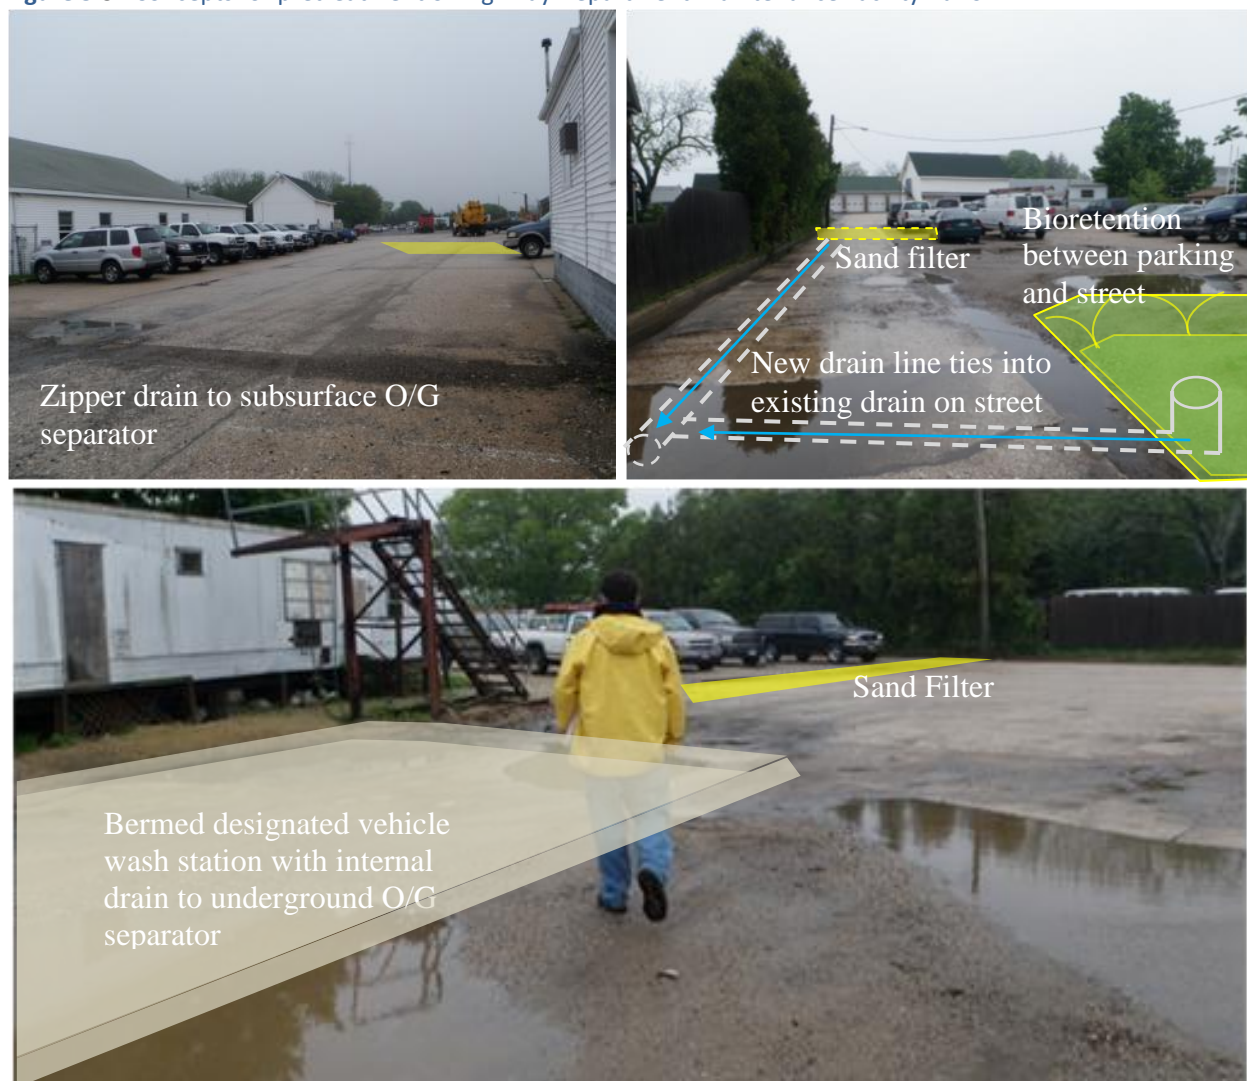 Zipper drain to subsurface O/G
separator
Bioretention
between parking
and street
Sand filter
New drain line ties into
existing drain on street
Sand Filter
Bermed designated vehicle
wash station with internal
drain to underground O/G
separator